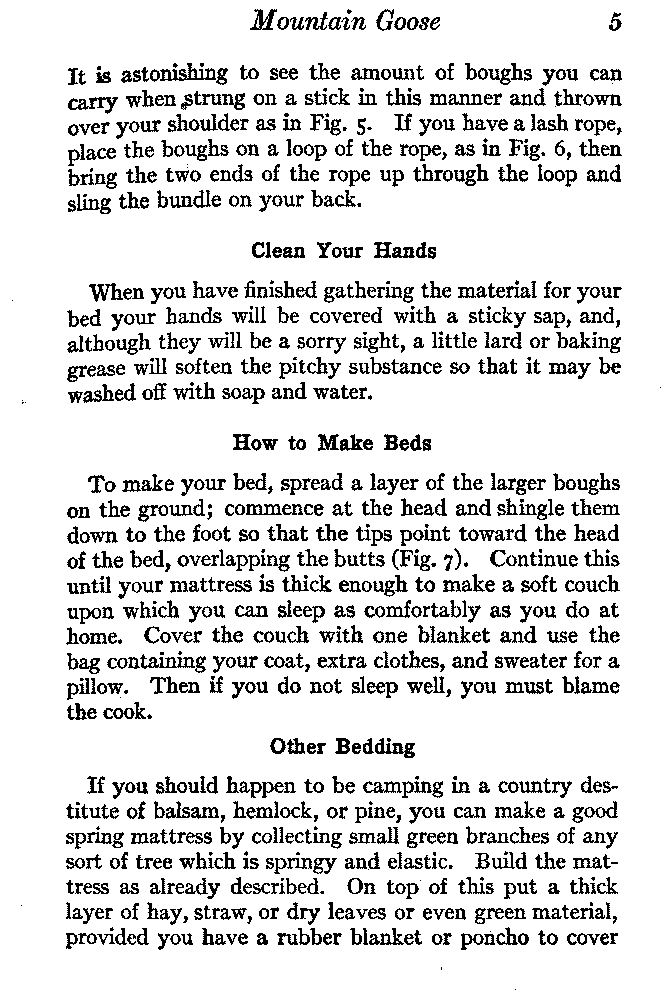 Mountain Goose 5
It is astonishing to see the amount of boughs you can
carry when strung on a stick in this manner and thrown
over your shoulder as in Fig. 5. If you have a lash rope,
place the boughs on a loop of the rope, as in Fig. 6, then
bring the two ends of the rope up through the loop and
sling the bundle on your back.
Clean Your Hands
When you have finished gathering the material for your
bed your hands will be covered with a sticky sap, and,
although they will be a sorry sight, a little lard or baking
grease will soften the pitchy substance so that it may be
washed off with soap and water.
How to Make Beds
To make your bed, spread a layer of the larger boughs
on the ground; commence at the head and shingle them
down to the foot so that the tips point toward the head
of the bed, overlapping the butts (Fig. 7). Continue this
until your mattress is thick enough to make a soft couch
upon which you can sleep as comfortably as you do at
home. Cover the couch with one blanket and use the
bag containing your coat, extra clothes, and sweater for a
pillow. Then if you do not sleep well, you must blame
the cook.
Other Bedding
If you should happen to be camping in a country des-
titute of balsam, hemlock, or pine, you can make a good
spring mattress by collecting small green branches of any
sort of tree which is springy and elastic. Build the mat-
tress as already described. On top of this put a thick
layer of hay, straw, or dry leaves or even green material,
provided you have a rubber blanket or poncho to cover